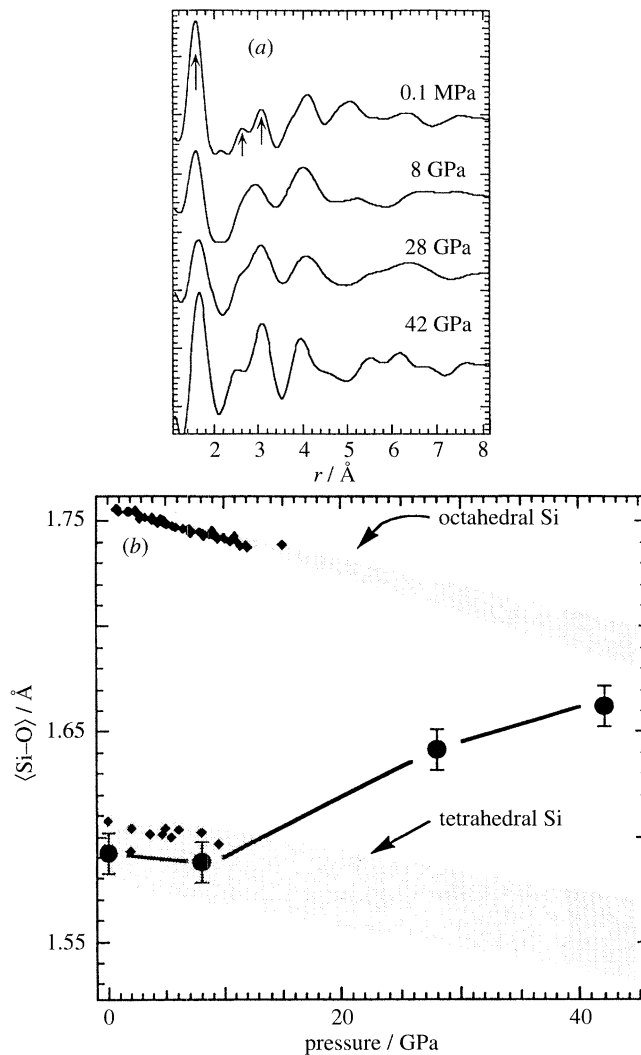 (a)
0.1 MPa
8 GPa
28 GPa
42 GPa
2 3 4 5 6 7 8
r / Å
(b)
octahedral Si
tetrahedral Si
1.75
1.65
1.55
⟨Si–O⟩ / Å
0 20 40
pressure / GPa